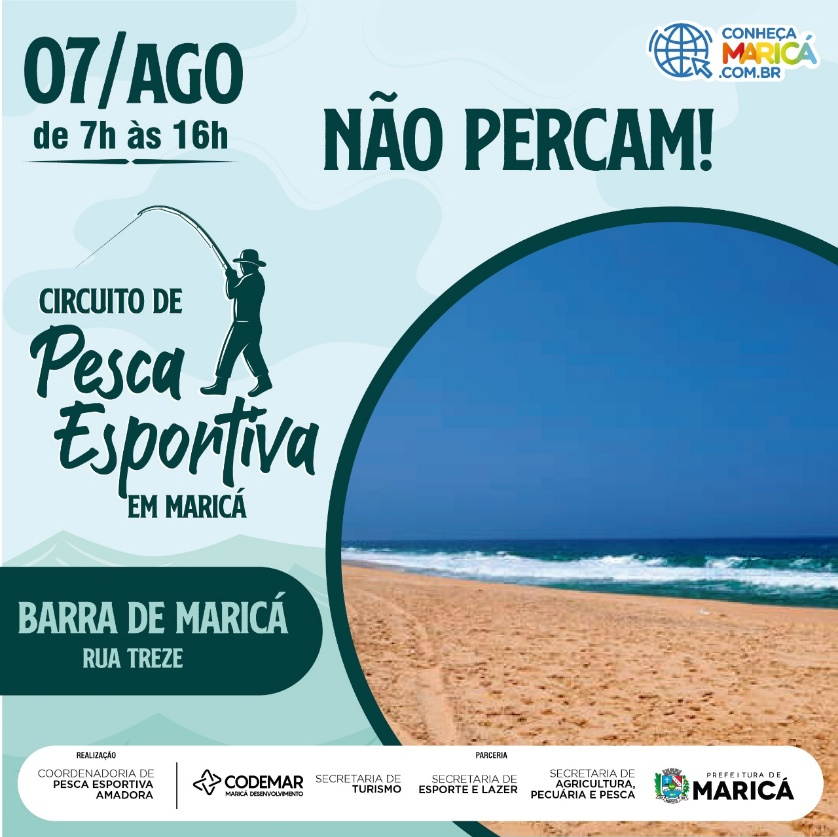 07/AGO
de 7h às 16h
CONHEÇA
MARICÁ
.COM.BR
NÃO PERCAM!
CIRCUITO DE
Pesca
Esportiva
EM MARICÁ
BARRA DE MARICÁ
RUA TREZE
REALIZAÇÃO
COORDENADORIA DE
PESCA ESPORTIVA
AMADORA
CODEMAR
MARICÁ DESENVOLVIMENTO
PARCERIA
SECRETARIA DE
TURISMO
SECRETARIA DE
ESPORTE E LAZER
SECRETARIA DE
AGRICULTURA,
PECUÁRIA E PESCA
PREFEITURA DE
MARICÁ